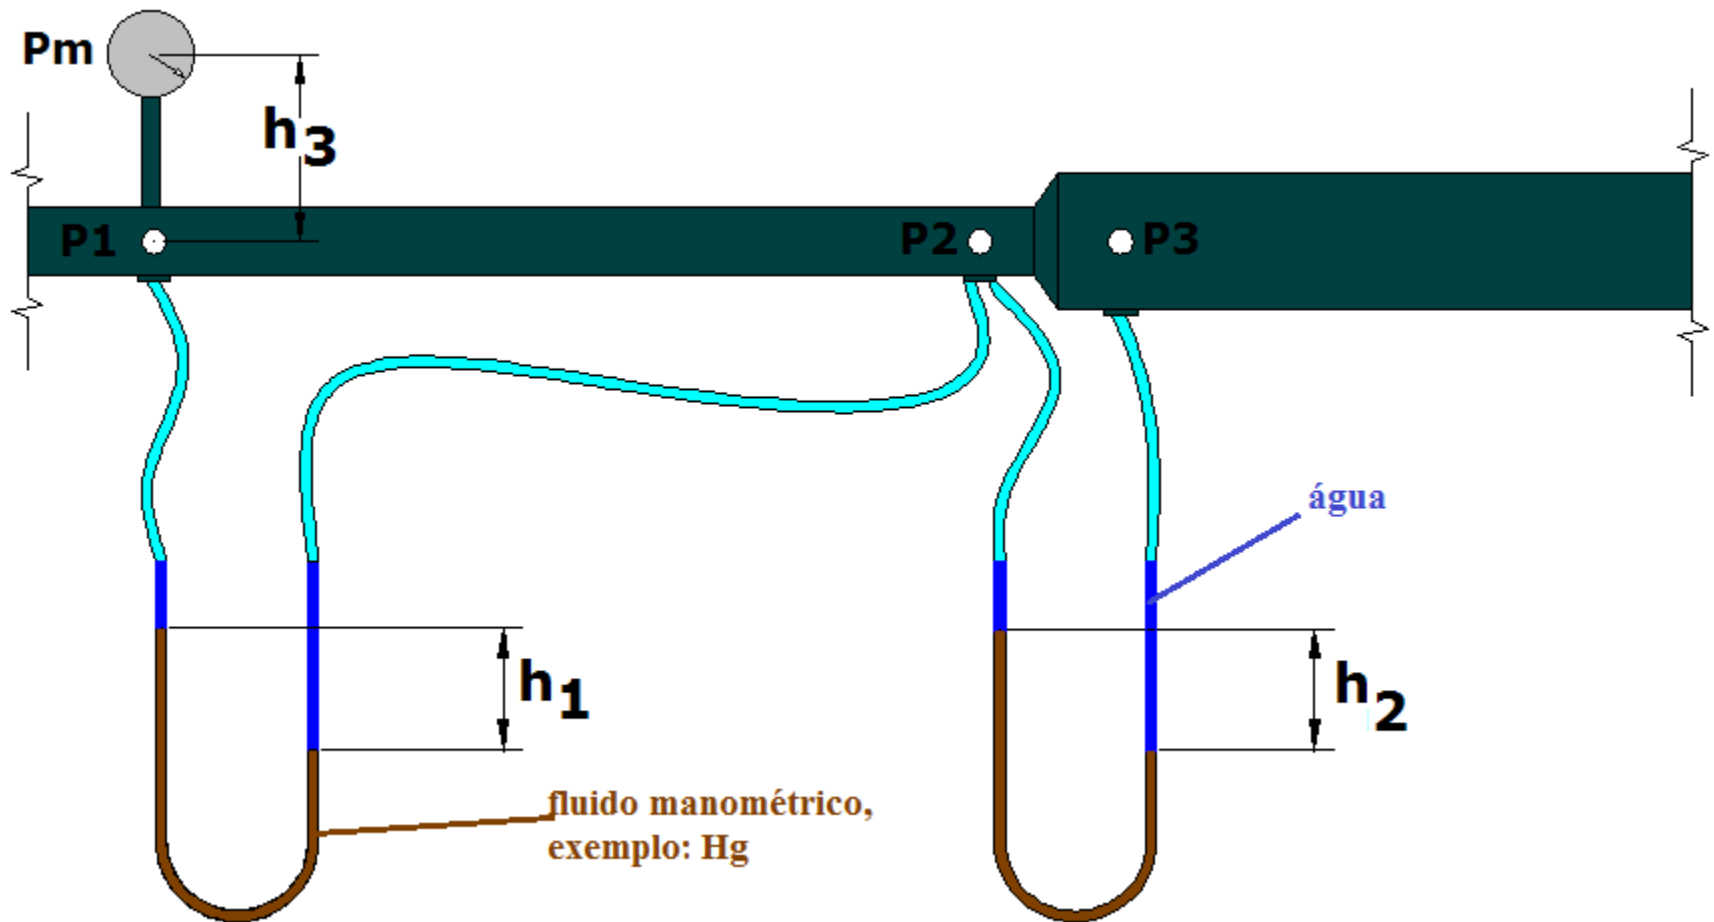 Pm
h3
P1
P2
P3
água
h1
h2
fluido manométrico,
exemplo: Hg